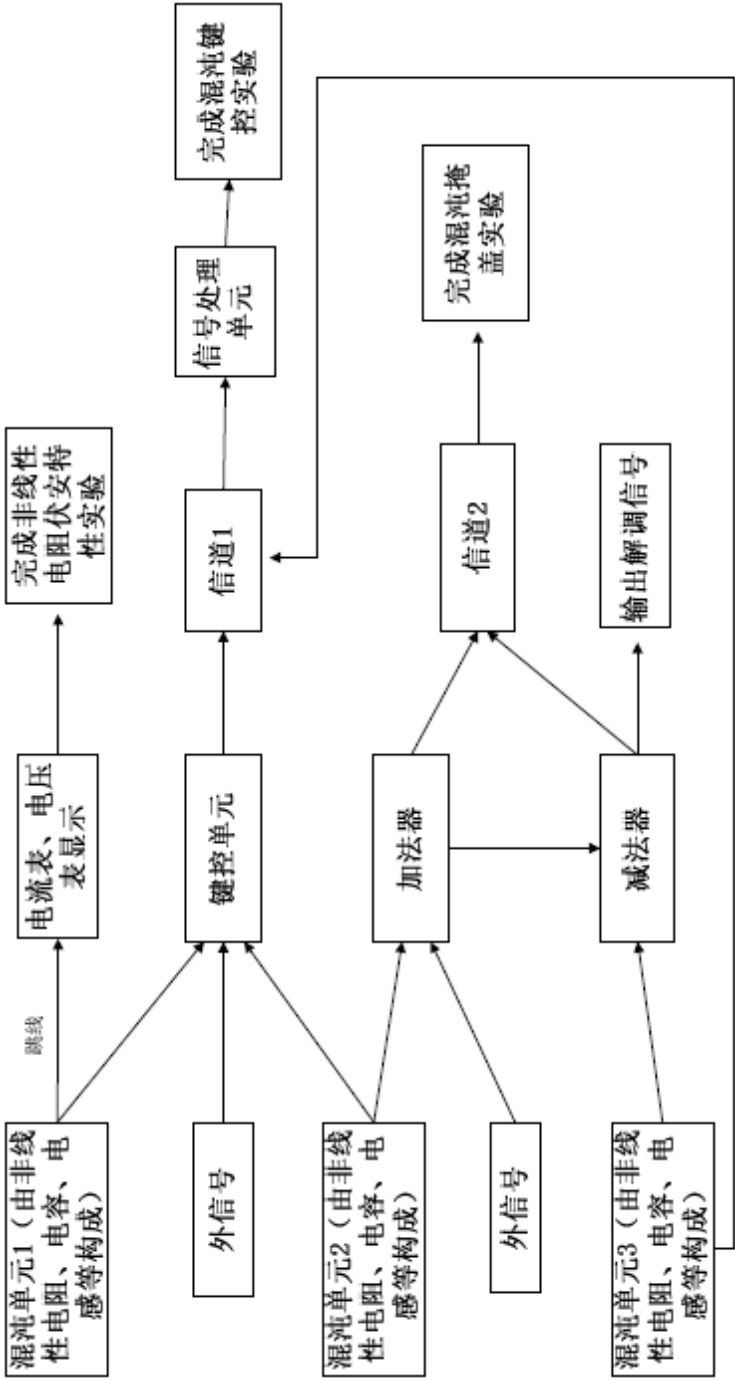 混沌单元1（由非线
性电阻、电容、电
感等构成）
跳线
电流表、电压
表显示
完成非线性
电阻伏安特
性实验
外信号
键控单元
信道1
信号处理
单元
完成混沌键
控实验
混沌单元2（由非线
性电阻、电容、电
感等构成）
加法器
信道2
完成混沌掩
盖实验
外信号
混沌单元3（由非线
性电阻、电容、电
感等构成）
减法器
输出解调信号